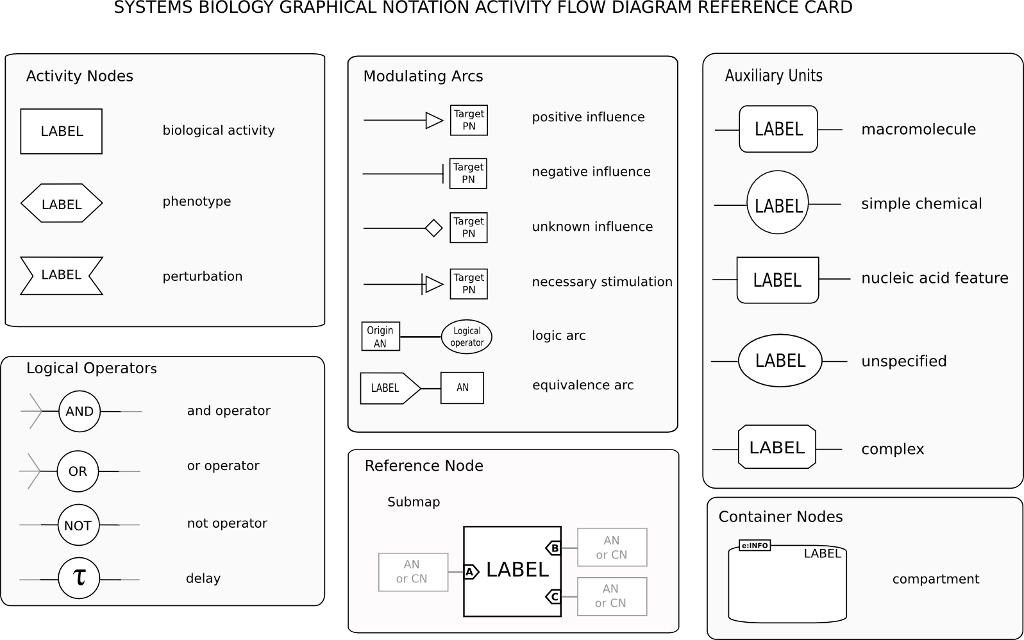 SYSTEMS BIOLOGY GRAPHICAL NOTATION ACTIVITY FLOW DIAGRAM REFERENCE CARD
Activity Nodes
LABEL
biological activity
LABEL
phenotype
LABEL
perturbation
Logical Operators
AND
and operator
OR
or operator
NOT
not operator
τ
delay
Modulating Arcs
Target
PN
positive influence
Target
PN
negative influence
Target
PN
unknown influence
Target
PN
necessary stimulation
Origin
AN
Logical
operator
logic arc
LABEL
AN
equivalence arc
Reference Node
Submap
AN
or CN
A
LABEL
B
C
AN
or CN
AN
or CN
Auxiliary Units
LABEL
macromolecule
LABEL
simple chemical
LABEL
nucleic acid feature
LABEL
unspecified
LABEL
complex
Container Nodes
e:INFO
LABEL
compartment